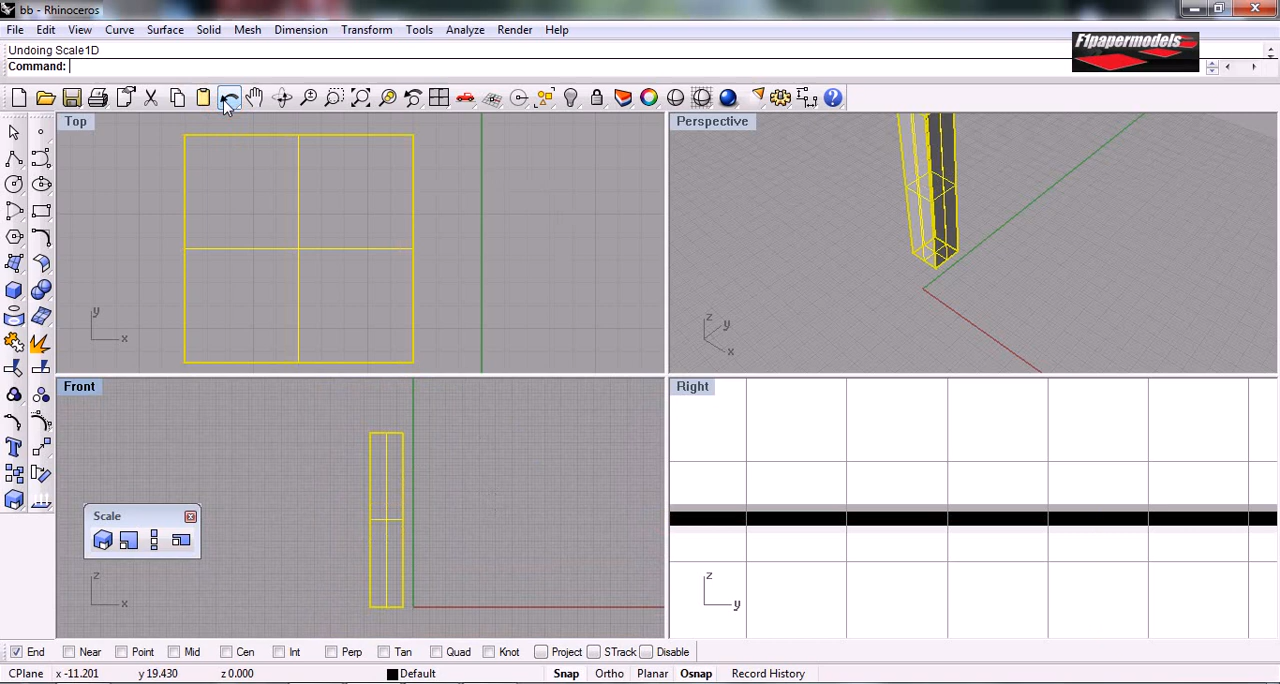 bb - Rhinoceros
File Edit View Curve Surface Solid Mesh Dimension Transform Tools Analyze Render Help
Undoing Scale1D
Command:
F1papermodels
Top
Perspective
y
x
z
y
x
Front
Right
Scale
z
x
z
y
End Near Point Mid Cen Int Perp Tan Quad Knot Project STrack Disable
CPlane x -11.201 y 19.430 z 0.000 Default Snap Ortho Planar Osnap Record History